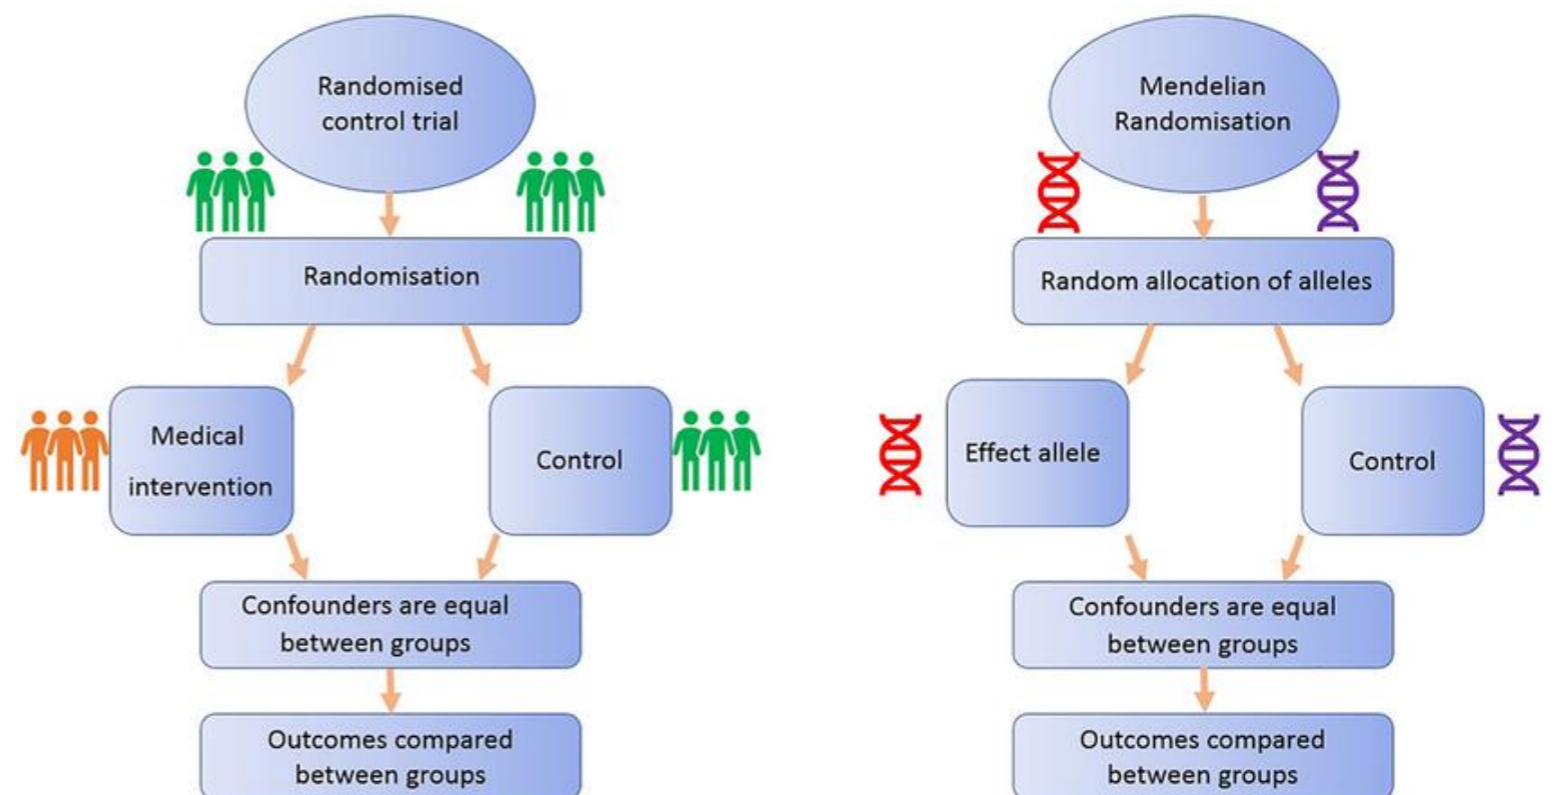 Randomised
control trial
Randomisation
Medical
intervention
Control
Confounders are equal
between groups
Outcomes compared
between groups
Mendelian
Randomisation
Random allocation of alleles
Effect allele
Control
Confounders are equal
between groups
Outcomes compared
between groups